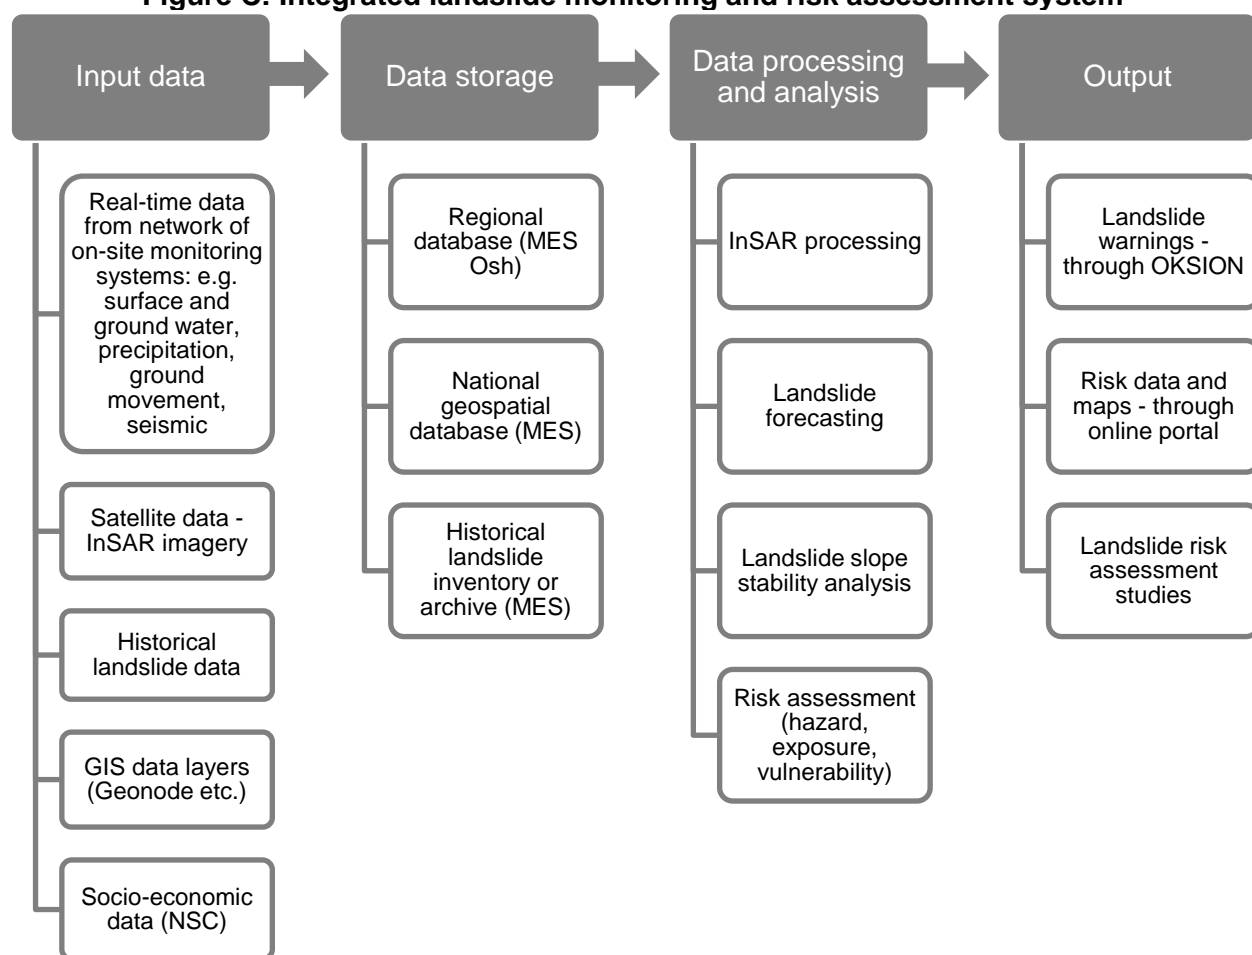 Figure C: Integrated landslide monitoring and risk assessment system
Input data
Data storage
Data processing
and analysis
Output
Real-time data
from network of
on-site monitoring
systems: e.g.
surface and
ground water,
precipitation,
ground
movement,
seismic
Satellite data -
InSAR imagery
Historical
landslide data
GIS data layers
(Geonode etc.)
Socio-economic
data (NSC)
Regional
database (MES
Osh)
National
geospatial
database (MES)
Historical
landslide
inventory or
archive (MES)
InSAR processing
Landslide
forecasting
Landslide slope
stability analysis
Risk assessment
(hazard,
exposure,
vulnerability)
Landslide
warnings -
through OKSION
Risk data and
maps - through
online portal
Landslide risk
assessment
studies